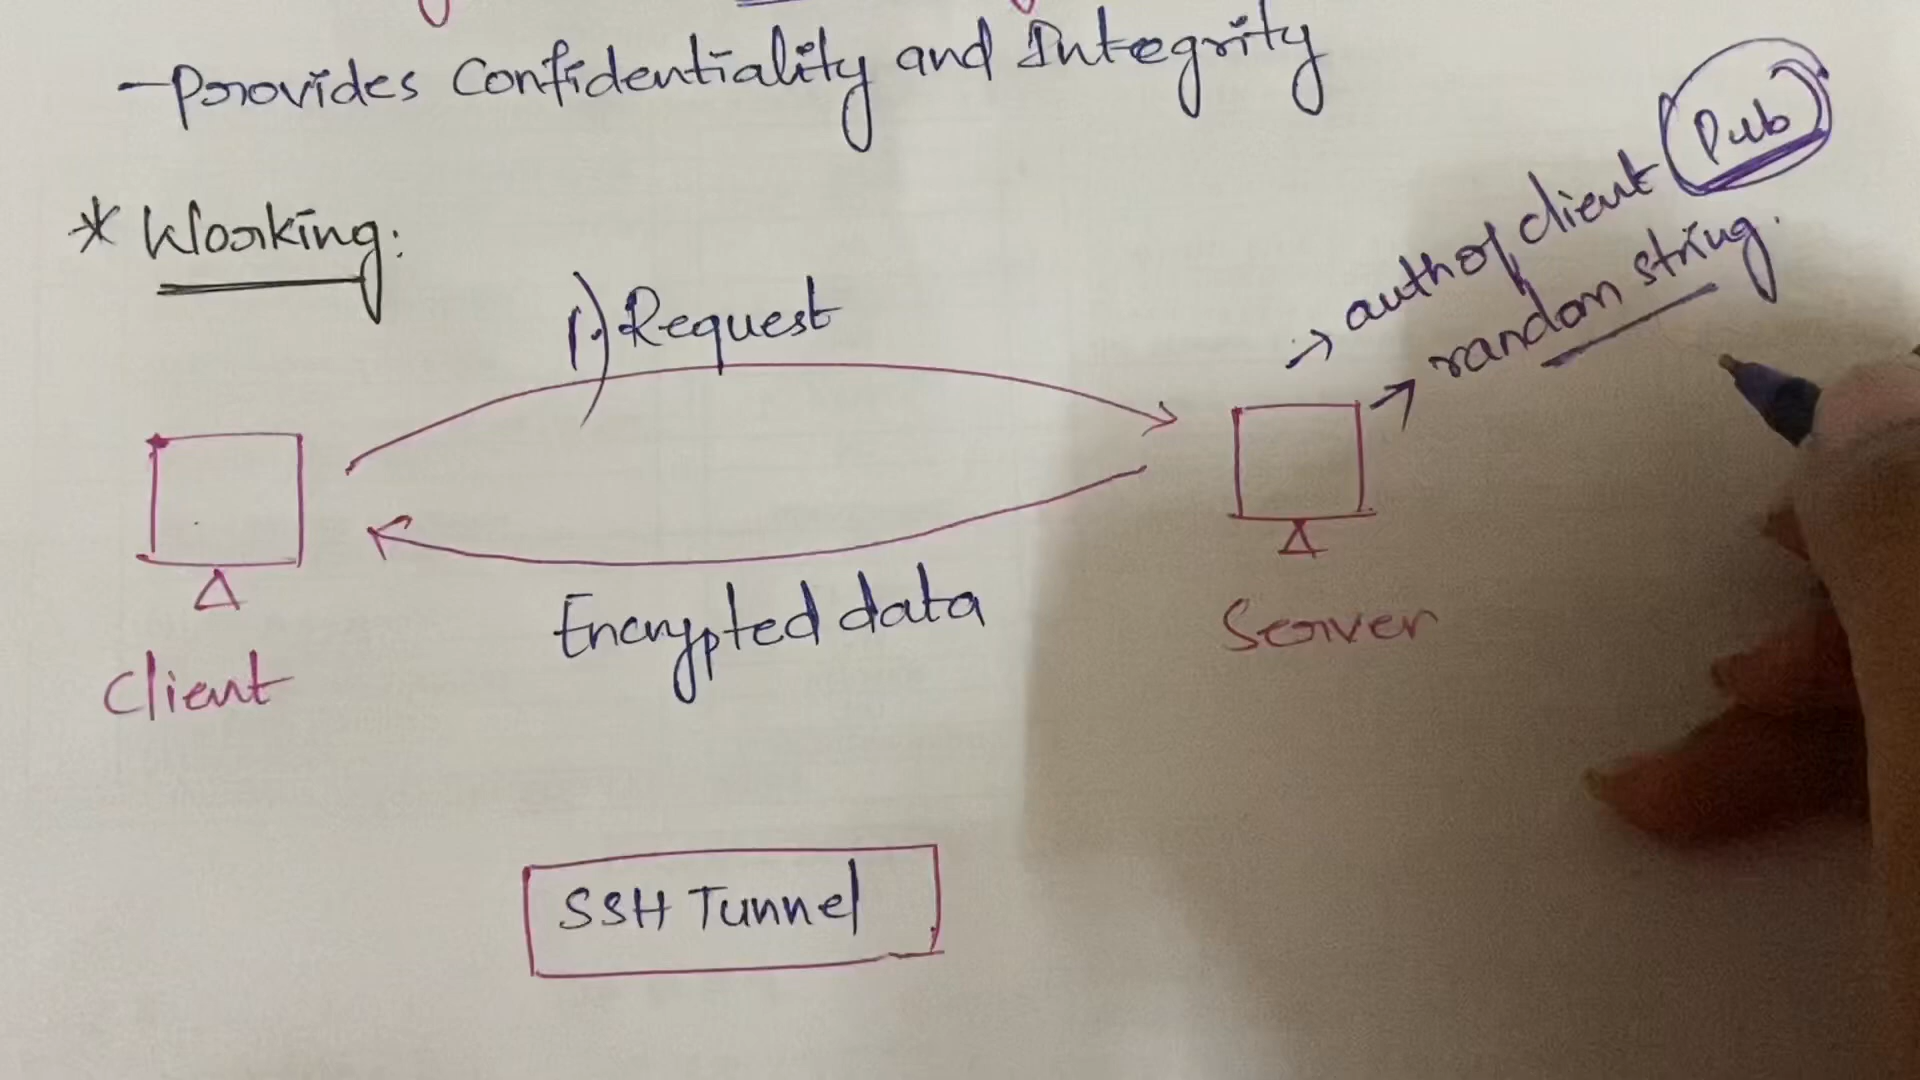 - Provides Confidentiality and Integrity
Pub
* Working:
→ auth of client
→ random string.
1.) Request
Encrypted data
Server
Client
SSH Tunnel